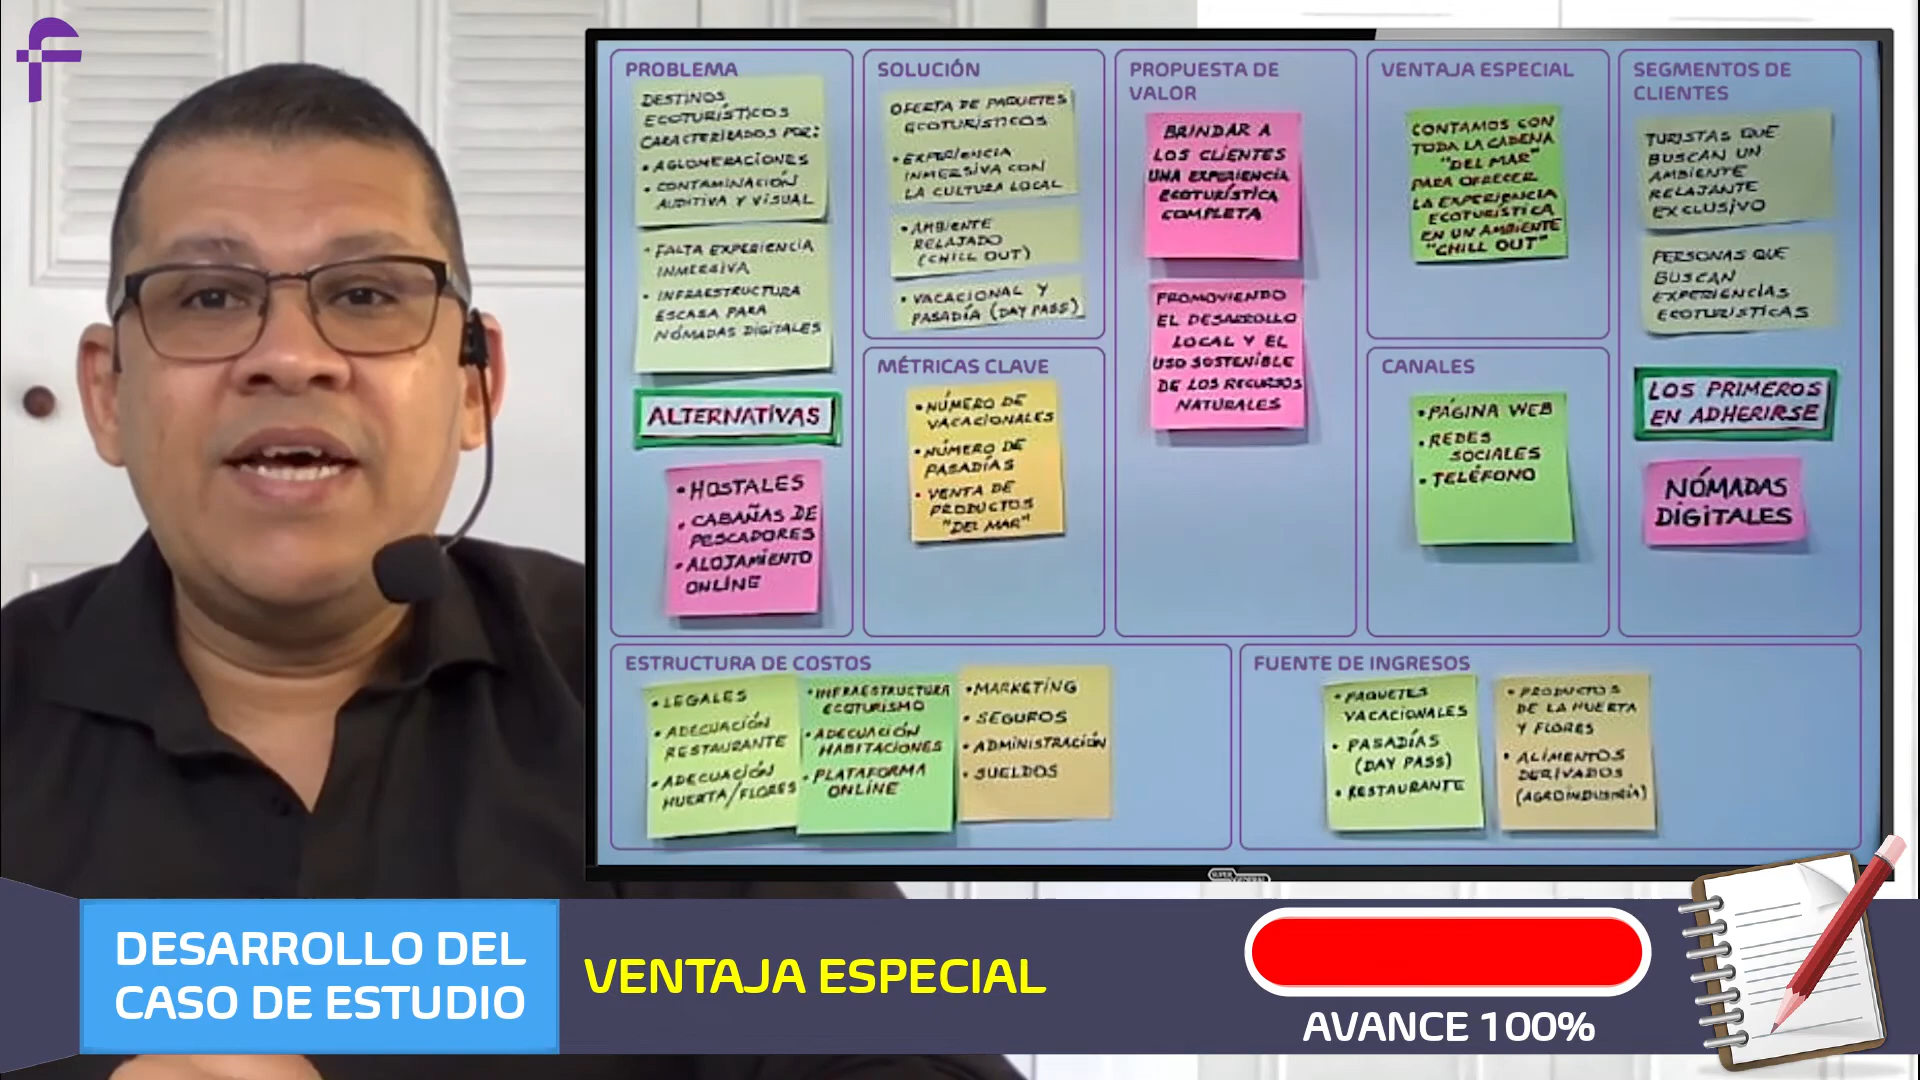 PROBLEMA
DESTINOS
ECOTURÍSTICOS
CARACTERIZADOS POR:
• AGLOMERACIONES
• CONTAMINACIÓN
AUDITIVA Y VISUAL
• FALTA EXPERIENCIA
INMERSIVA
• INFRAESTRUCTURA
ESCASA PARA
NÓMADAS DIGITALES
ALTERNATIVAS
• HOSTALES
• CABAÑAS DE
PESCADORES
• ALOJAMIENTO
ONLINE
SOLUCIÓN
OFERTA DE PAQUETES
ECOTURÍSTICOS
• EXPERIENCIA
INMERSIVA CON
LA CULTURA LOCAL
• AMBIENTE
RELAJADO
(CHILL OUT)
• VACACIONAL Y
PASADÍA (DAY PASS)
MÉTRICAS CLAVE
• NÚMERO DE
VACACIONALES
• NÚMERO DE
PASADÍAS
• VENTA DE
PRODUCTOS
"DEL MAR"
PROPUESTA DE
VALOR
BRINDAR A
LOS CLIENTES
UNA EXPERIENCIA
ECOTURÍSTICA
COMPLETA
PROMOVIENDO
EL DESARROLLO
LOCAL Y EL
USO SOSTENIBLE
DE LOS RECURSOS
NATURALES
VENTAJA ESPECIAL
CONTAMOS CON
TODA LA CADENA
"DEL MAR"
PARA OFRECER
LA EXPERIENCIA
ECOTURÍSTICA
EN UN AMBIENTE
"CHILL OUT"
CANALES
• PÁGINA WEB
• REDES
SOCIALES
• TELÉFONO
SEGMENTOS DE
CLIENTES
TURISTAS QUE
BUSCAN UN
AMBIENTE
RELAJANTE
EXCLUSIVO
PERSONAS QUE
BUSCAN
EXPERIENCIAS
ECOTURISTICAS
LOS PRIMEROS
EN ADHERIRSE
NÓMADAS
DIGITALES
ESTRUCTURA DE COSTOS
• LEGALES
• ADECUACIÓN
RESTAURANTE
• ADECUACIÓN
HUERTA/FLORES
• INFRAESTRUCTURA
ECOTURISMO
• ADECUACIÓN
HABITACIONES
• PLATAFORMA
ONLINE
• MARKETING
• SEGUROS
• ADMINISTRACIÓN
• SUELDOS
FUENTE DE INGRESOS
• PAQUETES
VACACIONALES
• PASADÍAS
(DAY PASS)
• RESTAURANTE
• PRODUCTOS
DE LA HUERTA
Y FLORES
• ALIMENTOS
DERIVADOS
(AGROINDUSTRIA)
DESARROLLO DEL
CASO DE ESTUDIO
VENTAJA ESPECIAL
AVANCE 100%